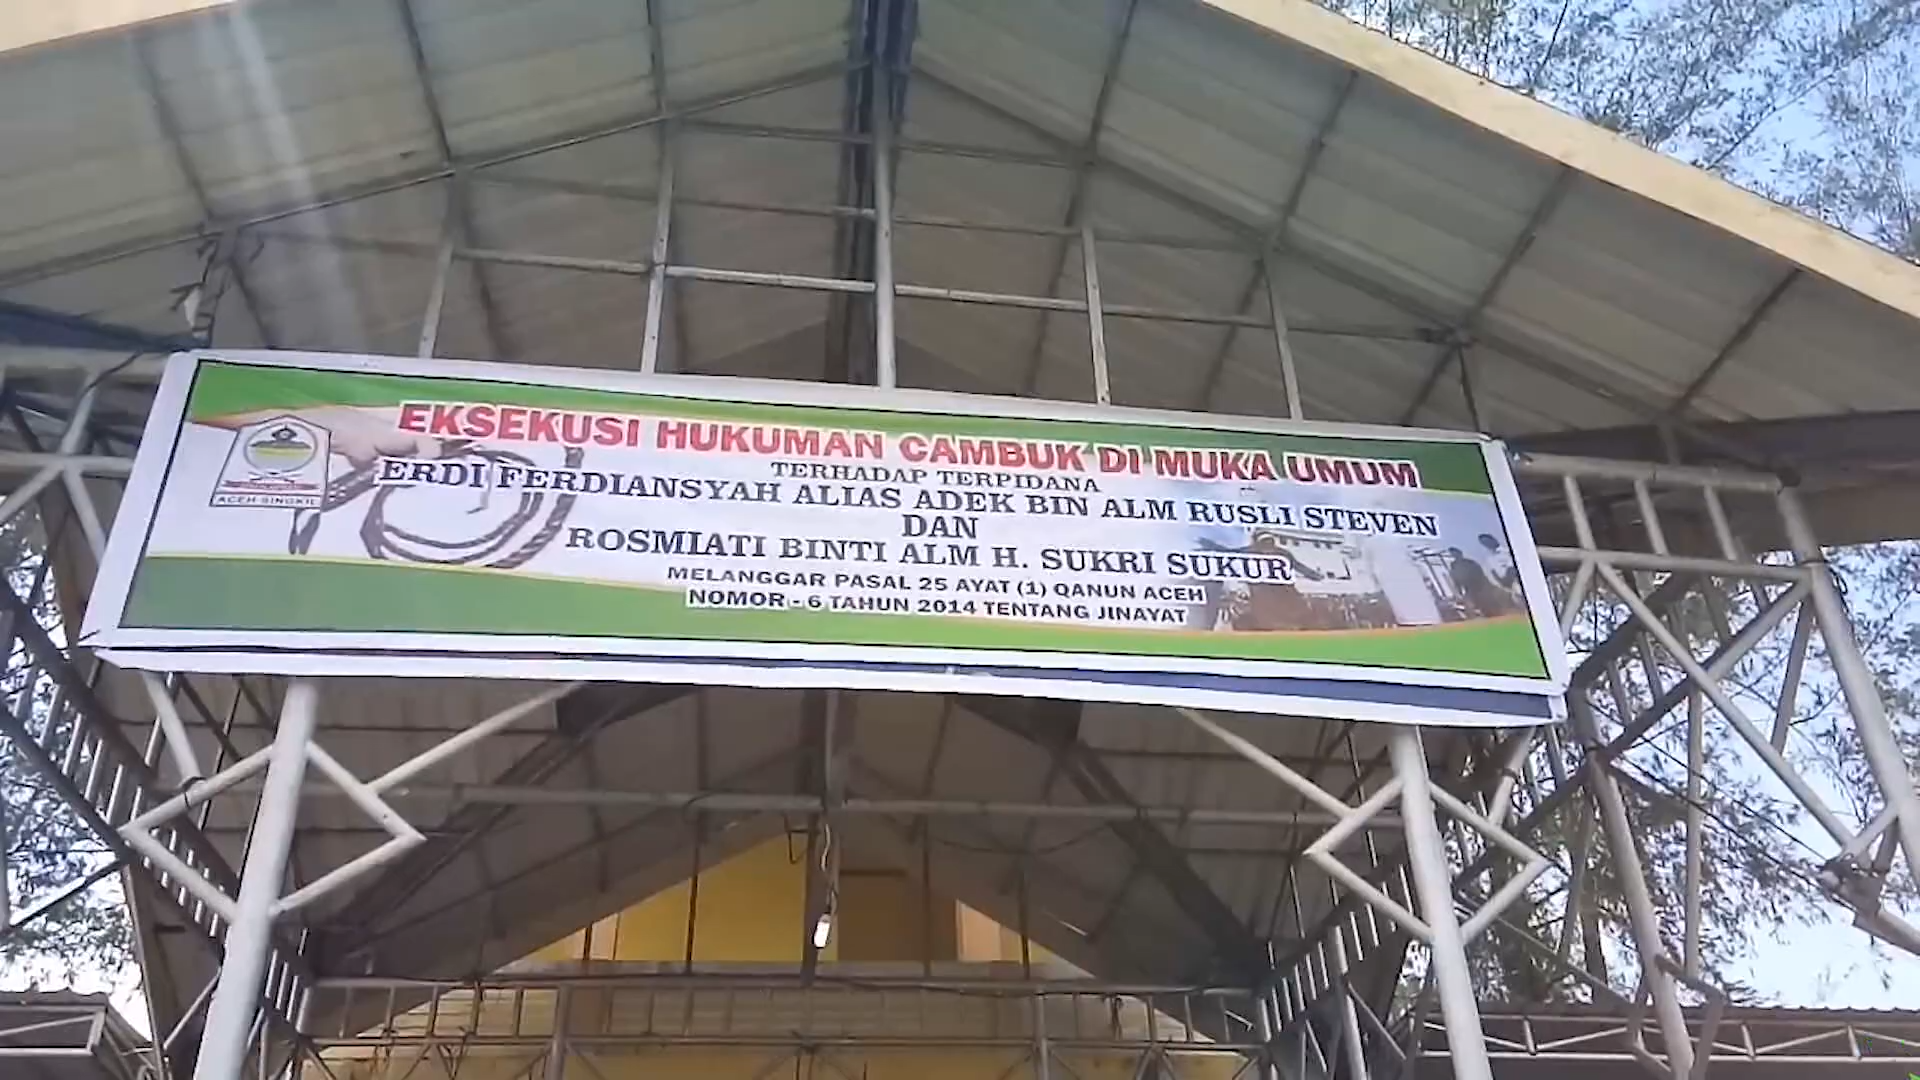 EKSEKUSI HUKUMAN CAMBUK DI MUKA UMUM
TERHADAP TERPIDANA
ERDI FERDIANSYAH ALIAS ADEK BIN ALM RUSLI STEVEN
DAN
ROSMIATI BINTI ALM H. SUKRI SUKUR
MELANGGAR PASAL 25 AYAT (1) QANUN ACEH
NOMOR - 6 TAHUN 2014 TENTANG JINAYAT
ACEH SINGKIL